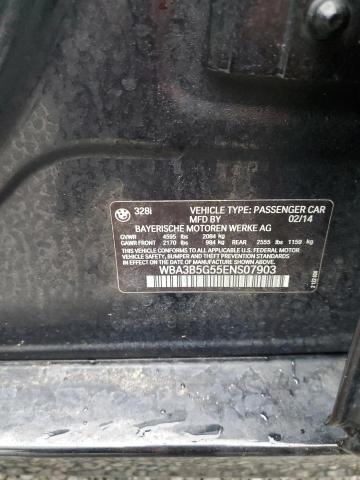 328i VEHICLE TYPE: PASSENGER CAR
MFD BY 02/14
BAYERISCHE MOTOREN WERKE AG
GVWR 4595 lbs 2084 kg
GAWR FRONT 2170 lbs 984 kg REAR 2555 lbs 1159 kg
THIS VEHICLE CONFORMS TO ALL APPLICABLE U.S. FEDERAL MOTOR
VEHICLE SAFETY, BUMPER AND THEFT PREVENTION STANDARDS
IN EFFECT ON THE DATE OF MANUFACTURE SHOWN ABOVE.
WBA3B5G55ENS07903